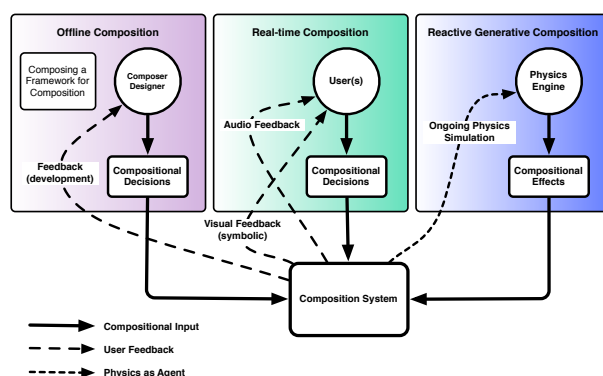 Offline Composition
Real-time Composition
Reactive Generative Composition
Composing a
Framework for
Composition
Composer
Designer
User(s)
Physics
Engine
Audio Feedback
Ongoing Physics
Simulation
Feedback
(development)
Compositional
Decisions
Compositional
Decisions
Compositional
Effects
Visual Feedback
(symbolic)
Composition System
Compositional Input
User Feedback
Physics as Agent